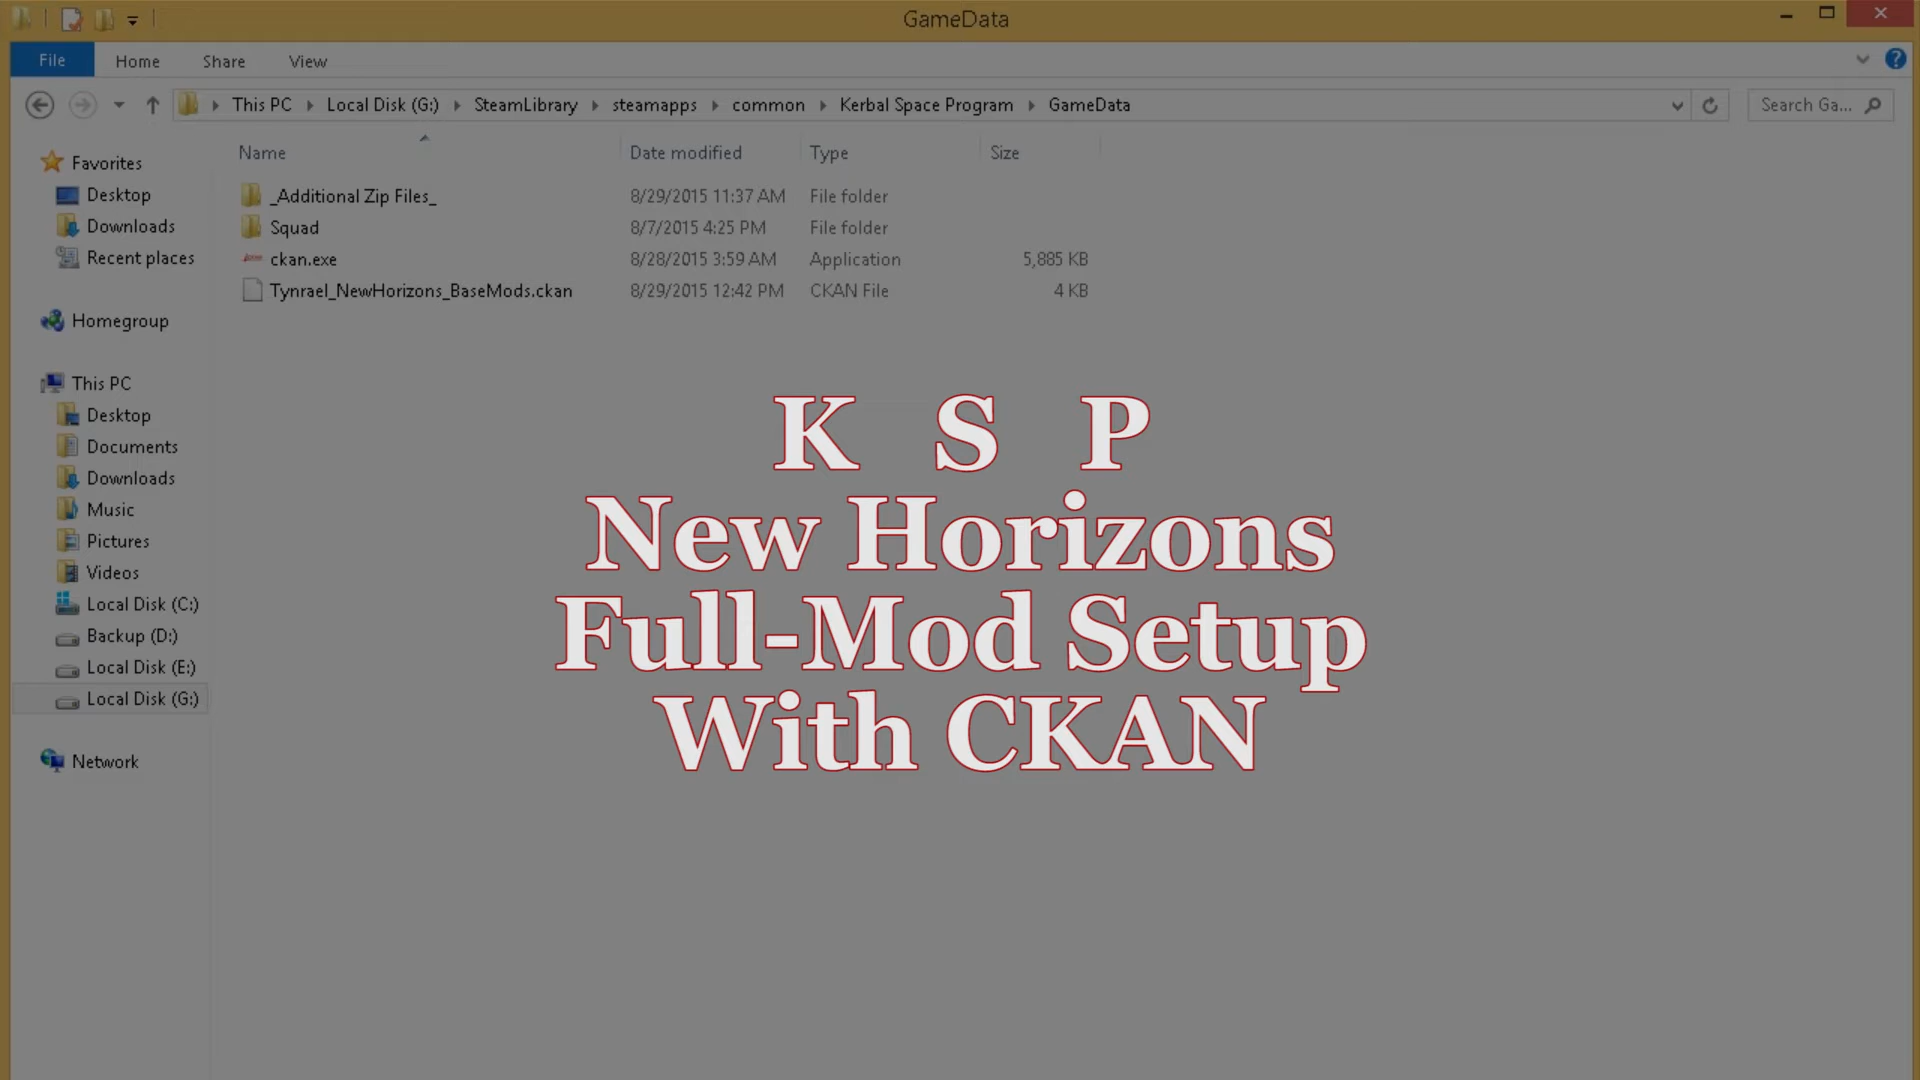 GameData
File Home Share View
This PC Local Disk (G:) SteamLibrary steamapps common Kerbal Space Program GameData
Search Ga...
Name Date modified Type Size
_Additional Zip Files_ 8/29/2015 11:37 AM File folder
Squad 8/7/2015 4:25 PM File folder
ckan.exe 8/28/2015 3:59 AM Application 5,885 KB
Tynrael_NewHorizons_BaseMods.ckan 8/29/2015 12:42 PM CKAN File 4 KB
Favorites
Desktop
Downloads
Recent places
Homegroup
This PC
Desktop
Documents
Downloads
Music
Pictures
Videos
Local Disk (C:)
Backup (D:)
Local Disk (E:)
Local Disk (G:)
Network
K S P
New Horizons
Full-Mod Setup
With CKAN